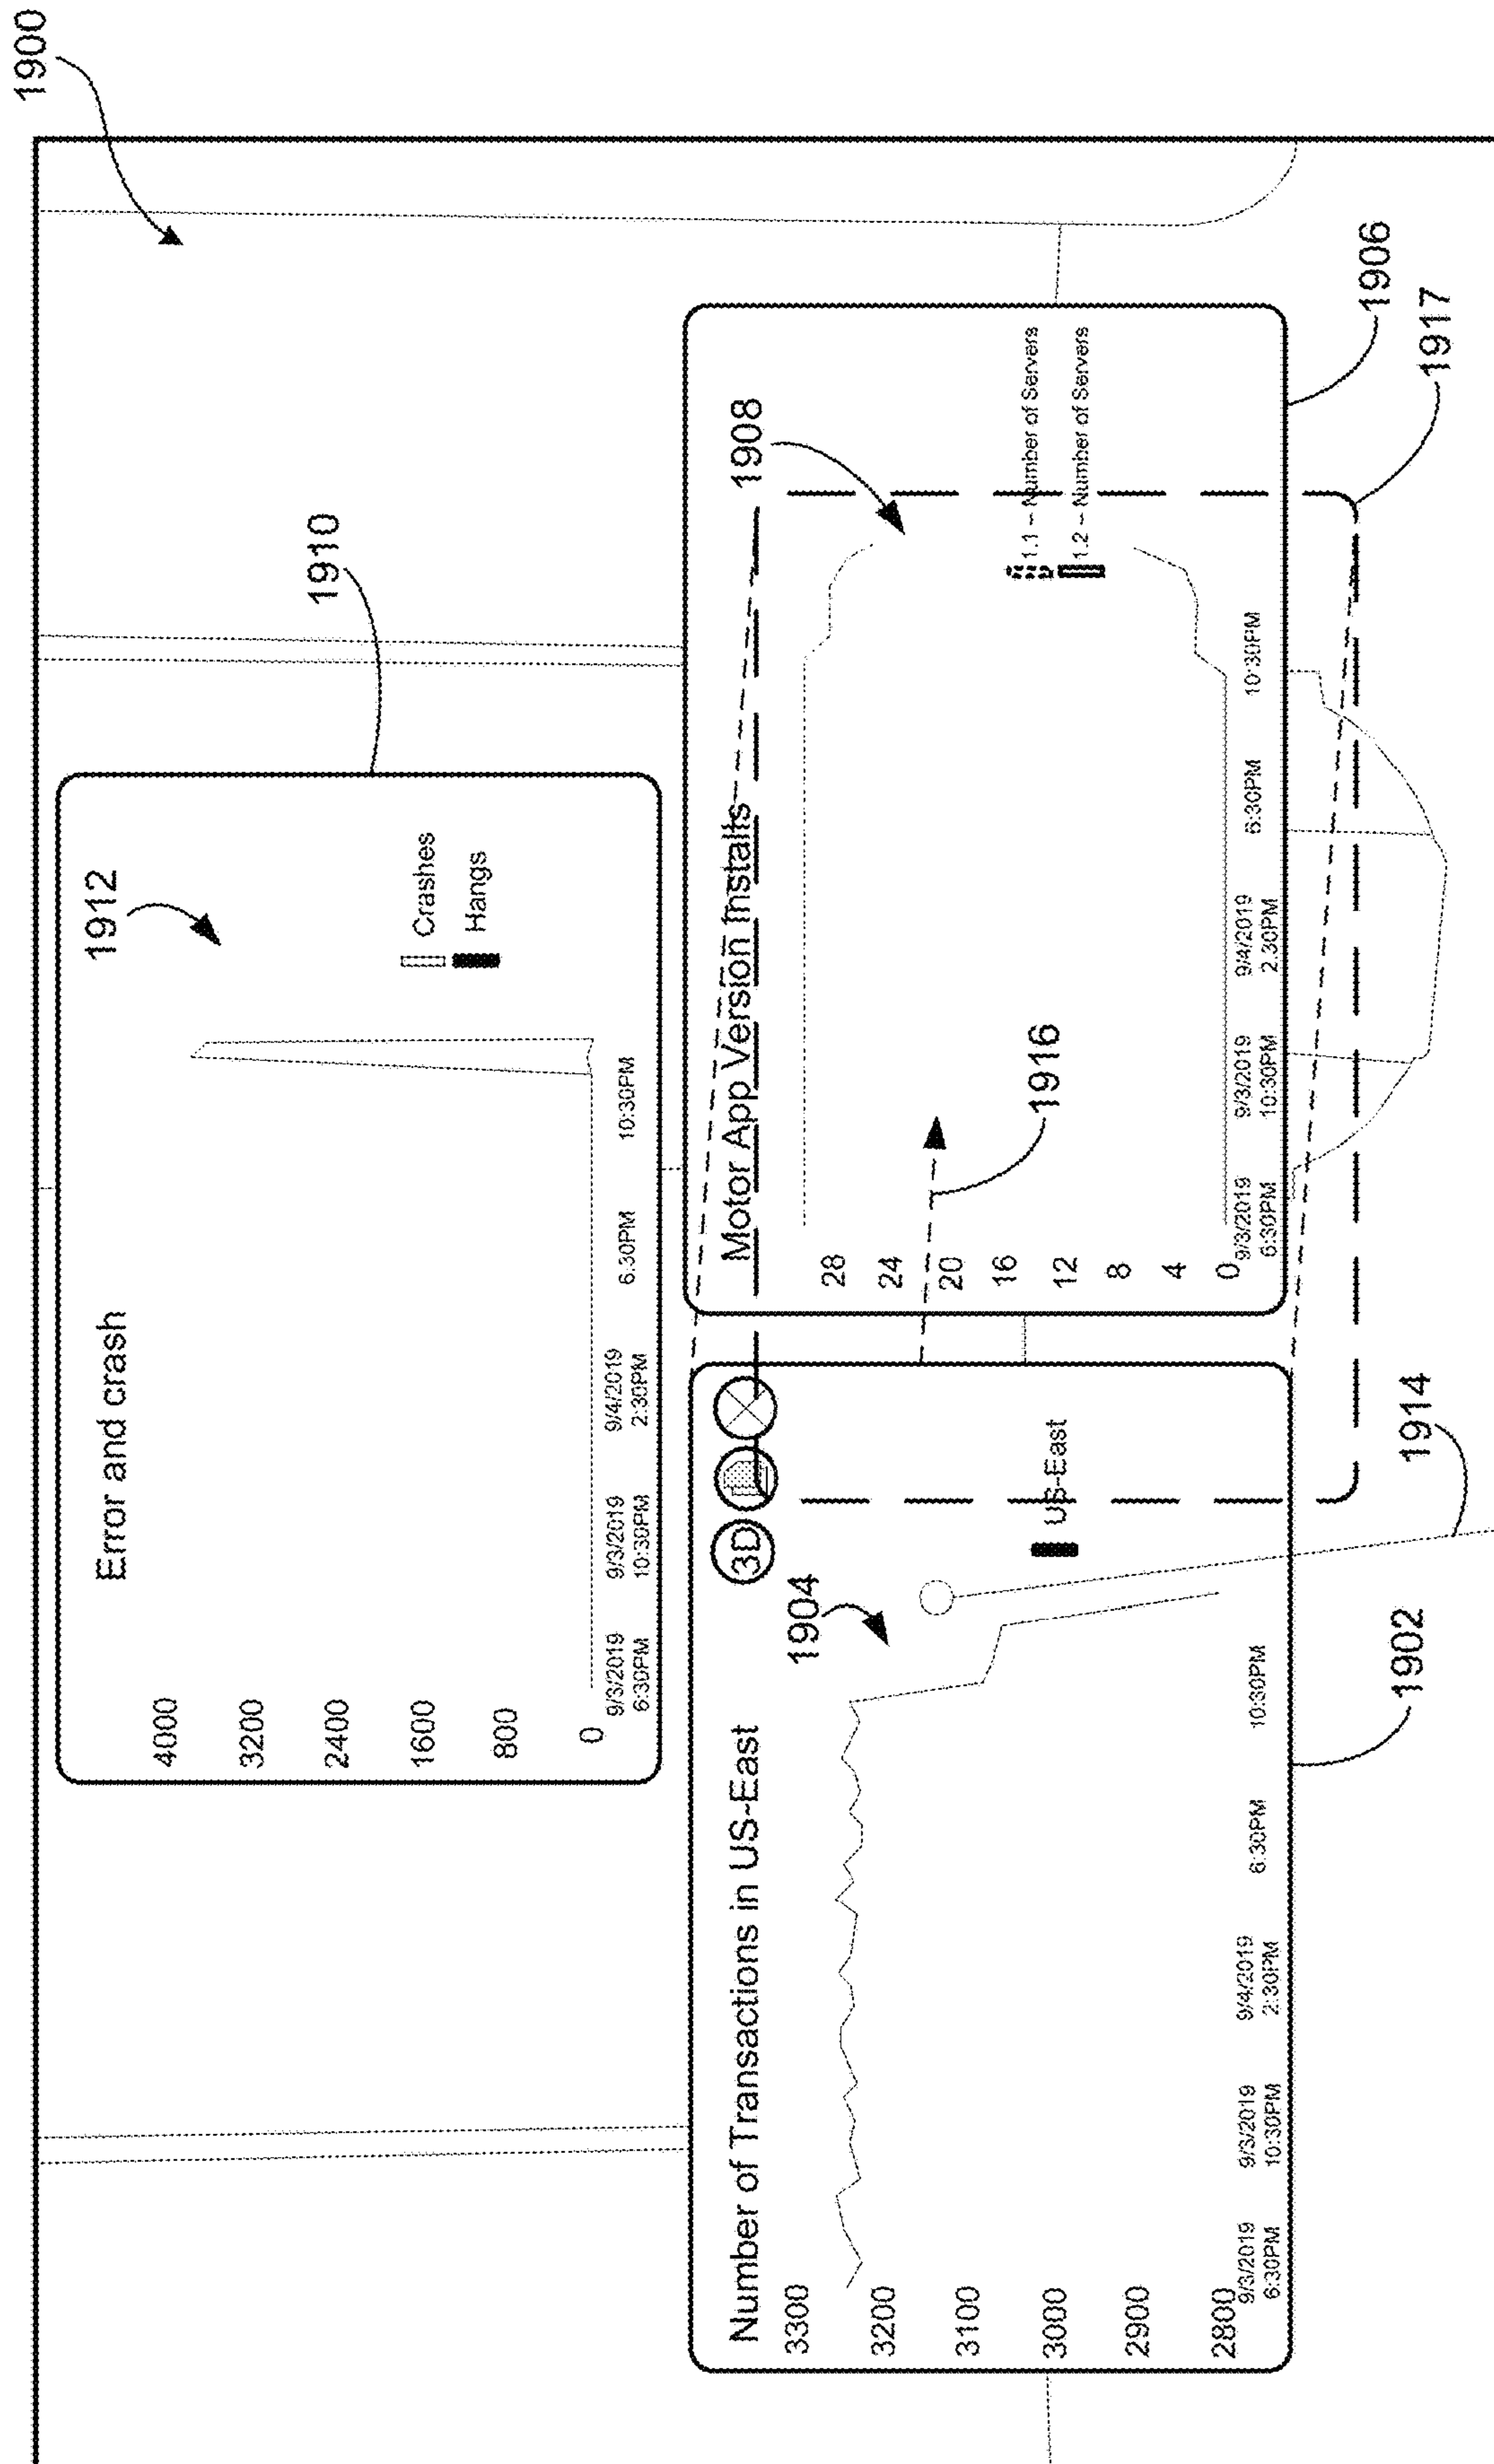 1900
1910
1912
Error and crash
4000
3200
2400
1600
800
0
Crashes
Hangs
9/3/2019 9/3/2019 9/4/2019 6:30PM 10:30PM
6:30PM 10:30PM 2:30PM
Number of Transactions in US-East
3D
3300
3200
3100
3000
2900
2800
1904
US-East
9/3/2019 9/3/2019 9/4/2019 6:30PM 10:30PM
6:30PM 10:30PM 2:30PM
1902
1914
Motor App Version Installs
1908
28
24
20
16
12
8
4
0
1916
1.1 – Number of Servers
1.2 – Number of Servers
9/3/2019 9/3/2019 9/4/2019 6:30PM 10:30PM
6:30PM 10:30PM 2:30PM
1906
1917